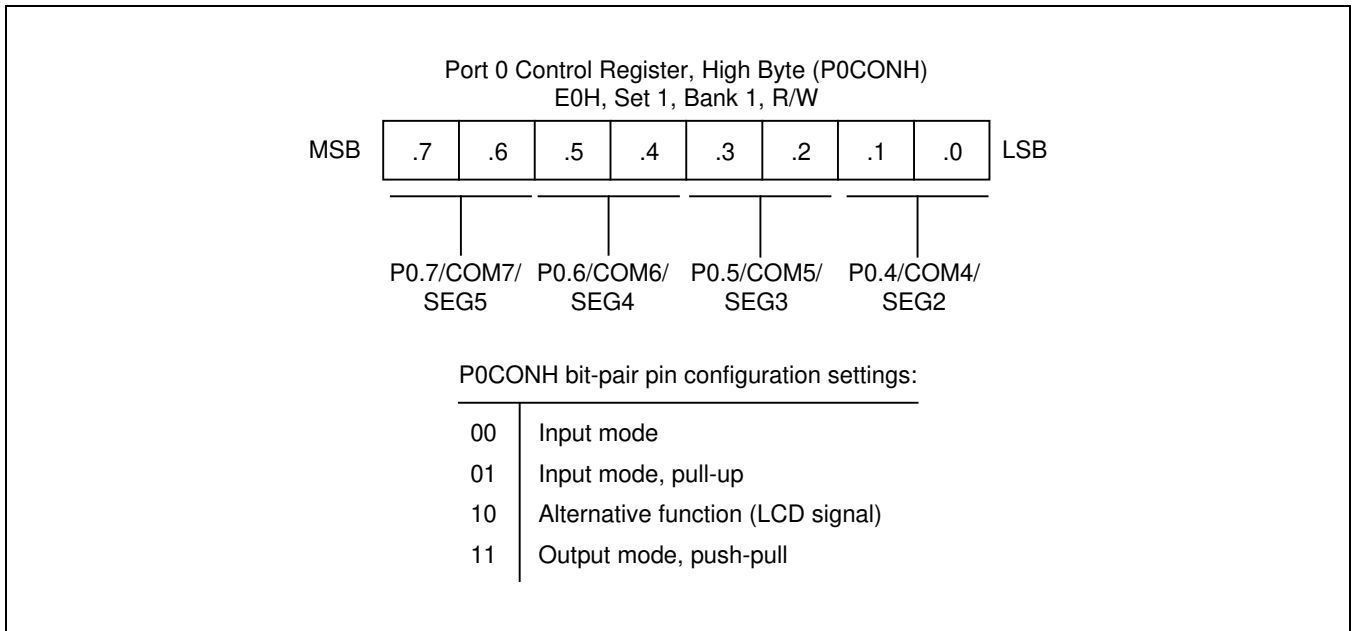 Port 0 Control Register, High Byte (P0CONH)
E0H, Set 1, Bank 1, R/W
MSB .7 .6 .5 .4 .3 .2 .1 .0 LSB
P0.7/COM7/ P0.6/COM6/ P0.5/COM5/ P0.4/COM4/
SEG5 SEG4 SEG3 SEG2
P0CONH bit-pair pin configuration settings:
00 Input mode
01 Input mode, pull-up
10 Alternative function (LCD signal)
11 Output mode, push-pull